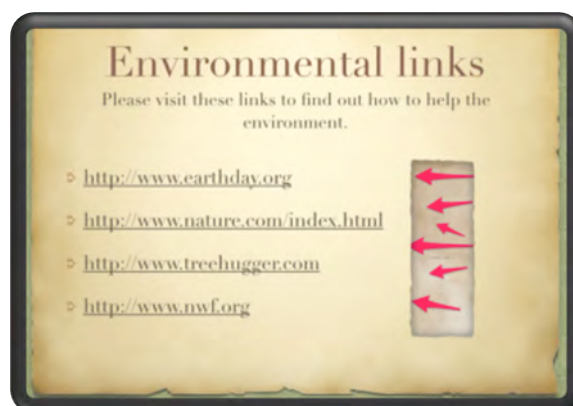 Environmental links
Please visit these links to find out how to help the
environment.
http://www.earthday.org
http://www.nature.com/index.html
http://www.treehugger.com
http://www.nwf.org